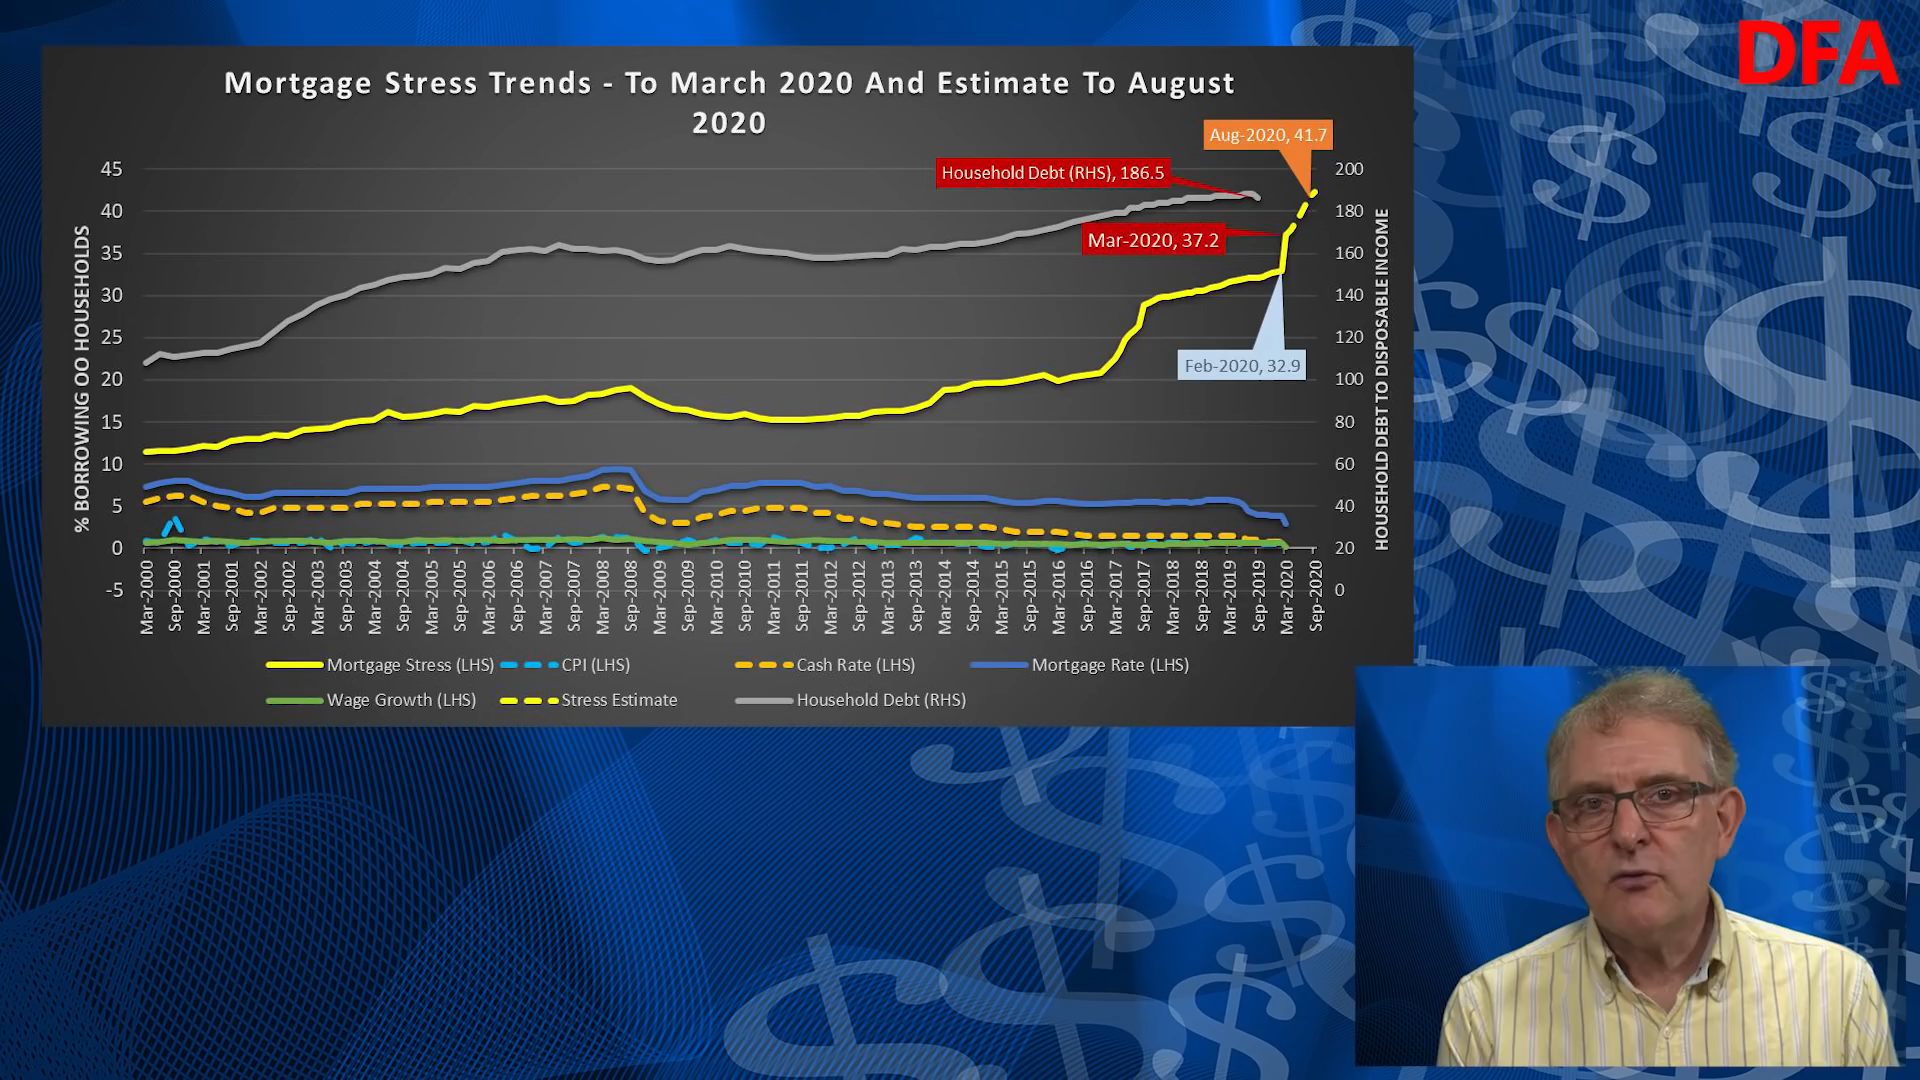 DFA
Mortgage Stress Trends - To March 2020 And Estimate To August
2020
Aug-2020, 41.7
Household Debt (RHS), 186.5
Mar-2020, 37.2
Feb-2020, 32.9
% BORROWING OO HOUSEHOLDS
45
40
35
30
25
20
15
10
5
0
-5
HOUSEHOLD DEBT TO DISPOSABLE INCOME
200
180
160
140
120
100
80
60
40
20
0
Mar-2000
Sep-2000
Mar-2001
Sep-2001
Mar-2002
Sep-2002
Mar-2003
Sep-2003
Mar-2004
Sep-2004
Mar-2005
Sep-2005
Mar-2006
Sep-2006
Mar-2007
Sep-2007
Mar-2008
Sep-2008
Mar-2009
Sep-2009
Mar-2010
Sep-2010
Mar-2011
Sep-2011
Mar-2012
Sep-2012
Mar-2013
Sep-2013
Mar-2014
Sep-2014
Mar-2015
Sep-2015
Mar-2016
Sep-2016
Mar-2017
Sep-2017
Mar-2018
Sep-2018
Mar-2019
Sep-2019
Mar-2020
Sep-2020
Mortgage Stress (LHS) CPI (LHS) Cash Rate (LHS) Mortgage Rate (LHS)
Wage Growth (LHS) Stress Estimate Household Debt (RHS)